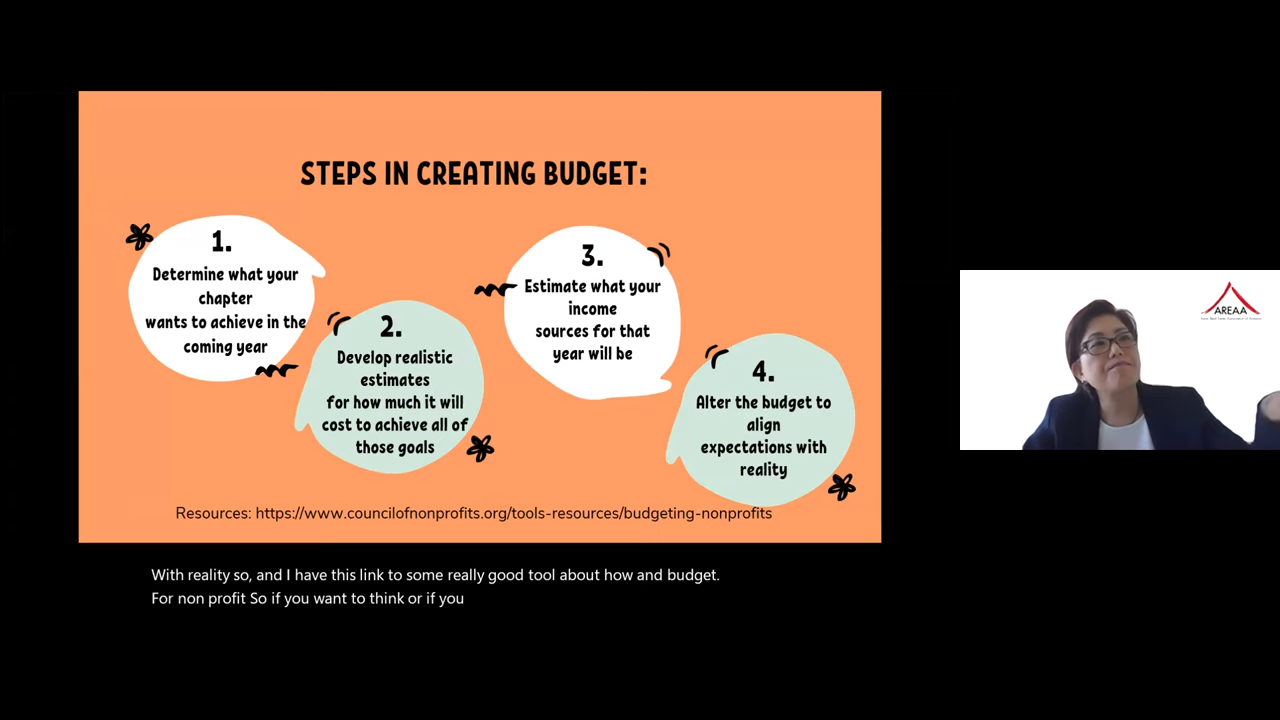 STEPS IN CREATING BUDGET:
1.
Determine what your
chapter
wants to achieve in the
coming year
2.
Develop realistic
estimates
for how much it will
cost to achieve all of
those goals
3.
Estimate what your
income
sources for that
year will be
4.
Alter the budget to
align
expectations with
reality
Resources: https://www.councilofnonprofits.org/tools-resources/budgeting-nonprofits
AREAA
With reality so, and I have this link to some really good tool about how and budget.
For non profit So if you want to think or if you